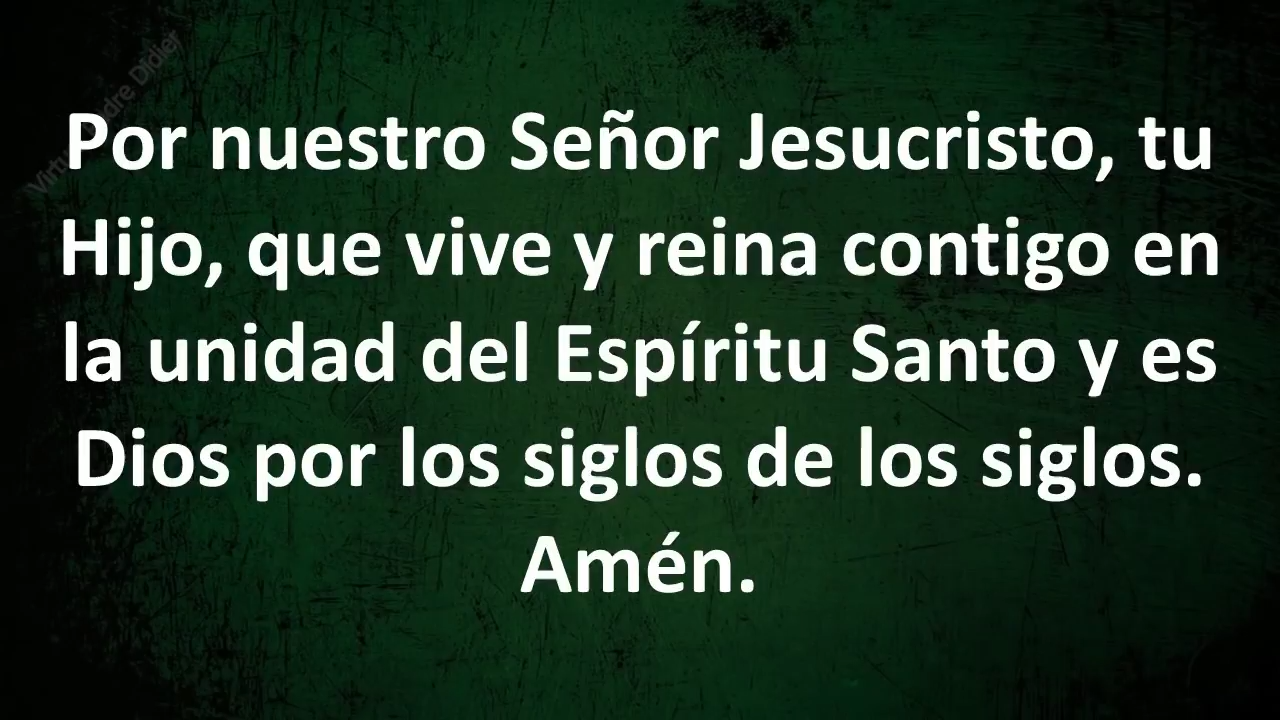 Por nuestro Señor Jesucristo, tu
Hijo, que vive y reina contigo en
la unidad del Espíritu Santo y es
Dios por los siglos de los siglos.
Amén.
Didier